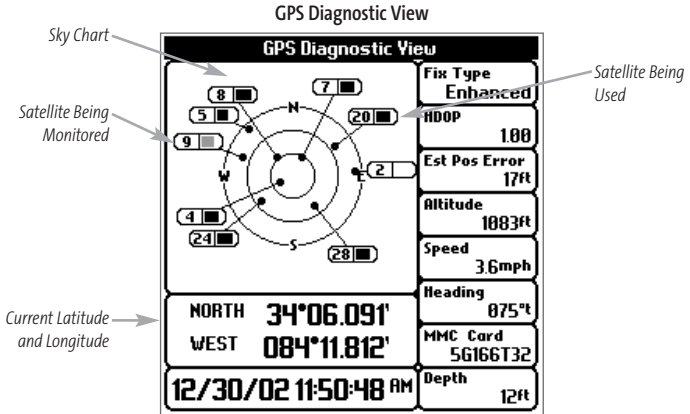 GPS Diagnostic View
Sky Chart
GPS Diagnostic View
Satellite Being
Used
Satellite Being
Monitored
8
7
5
N
20
9
W
E
2
4
24
S
28
Fix Type
Enhanced
HDOP
1.00
Est Pos Error
17ft
Altitude
1083ft
Speed
3.6mph
Heading
075°t
MMC Card
5G166T32
Depth
12ft
Current Latitude
and Longitude
NORTH 34°06.091'
WEST 084°11.812'
12/30/02 11:50:48 AM